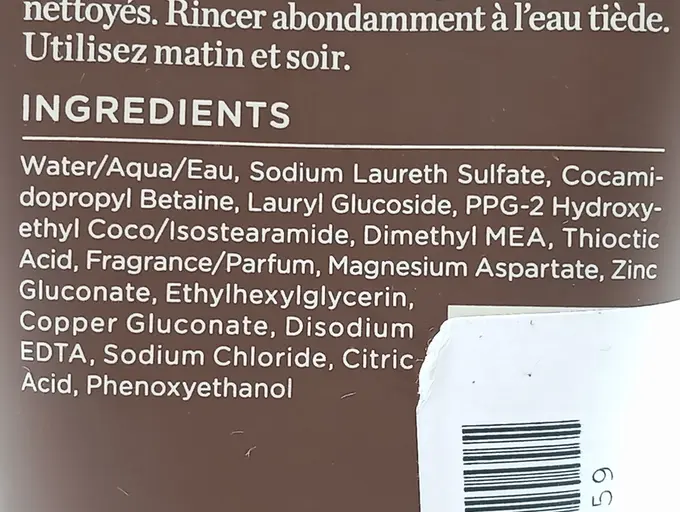 nettoyés. Rincer abondamment à l'eau tiède.
Utilisez matin et soir.
INGREDIENTS
Water/Aqua/Eau, Sodium Laureth Sulfate, Cocami-
dopropyl Betaine, Lauryl Glucoside, PPG-2 Hydroxy-
ethyl Coco/Isostearamide, Dimethyl MEA, Thioctic
Acid, Fragrance/Parfum, Magnesium Aspartate, Zinc
Gluconate, Ethylhexylglycerin,
Copper Gluconate, Disodium
EDTA, Sodium Chloride, Citric
Acid, Phenoxyethanol
59